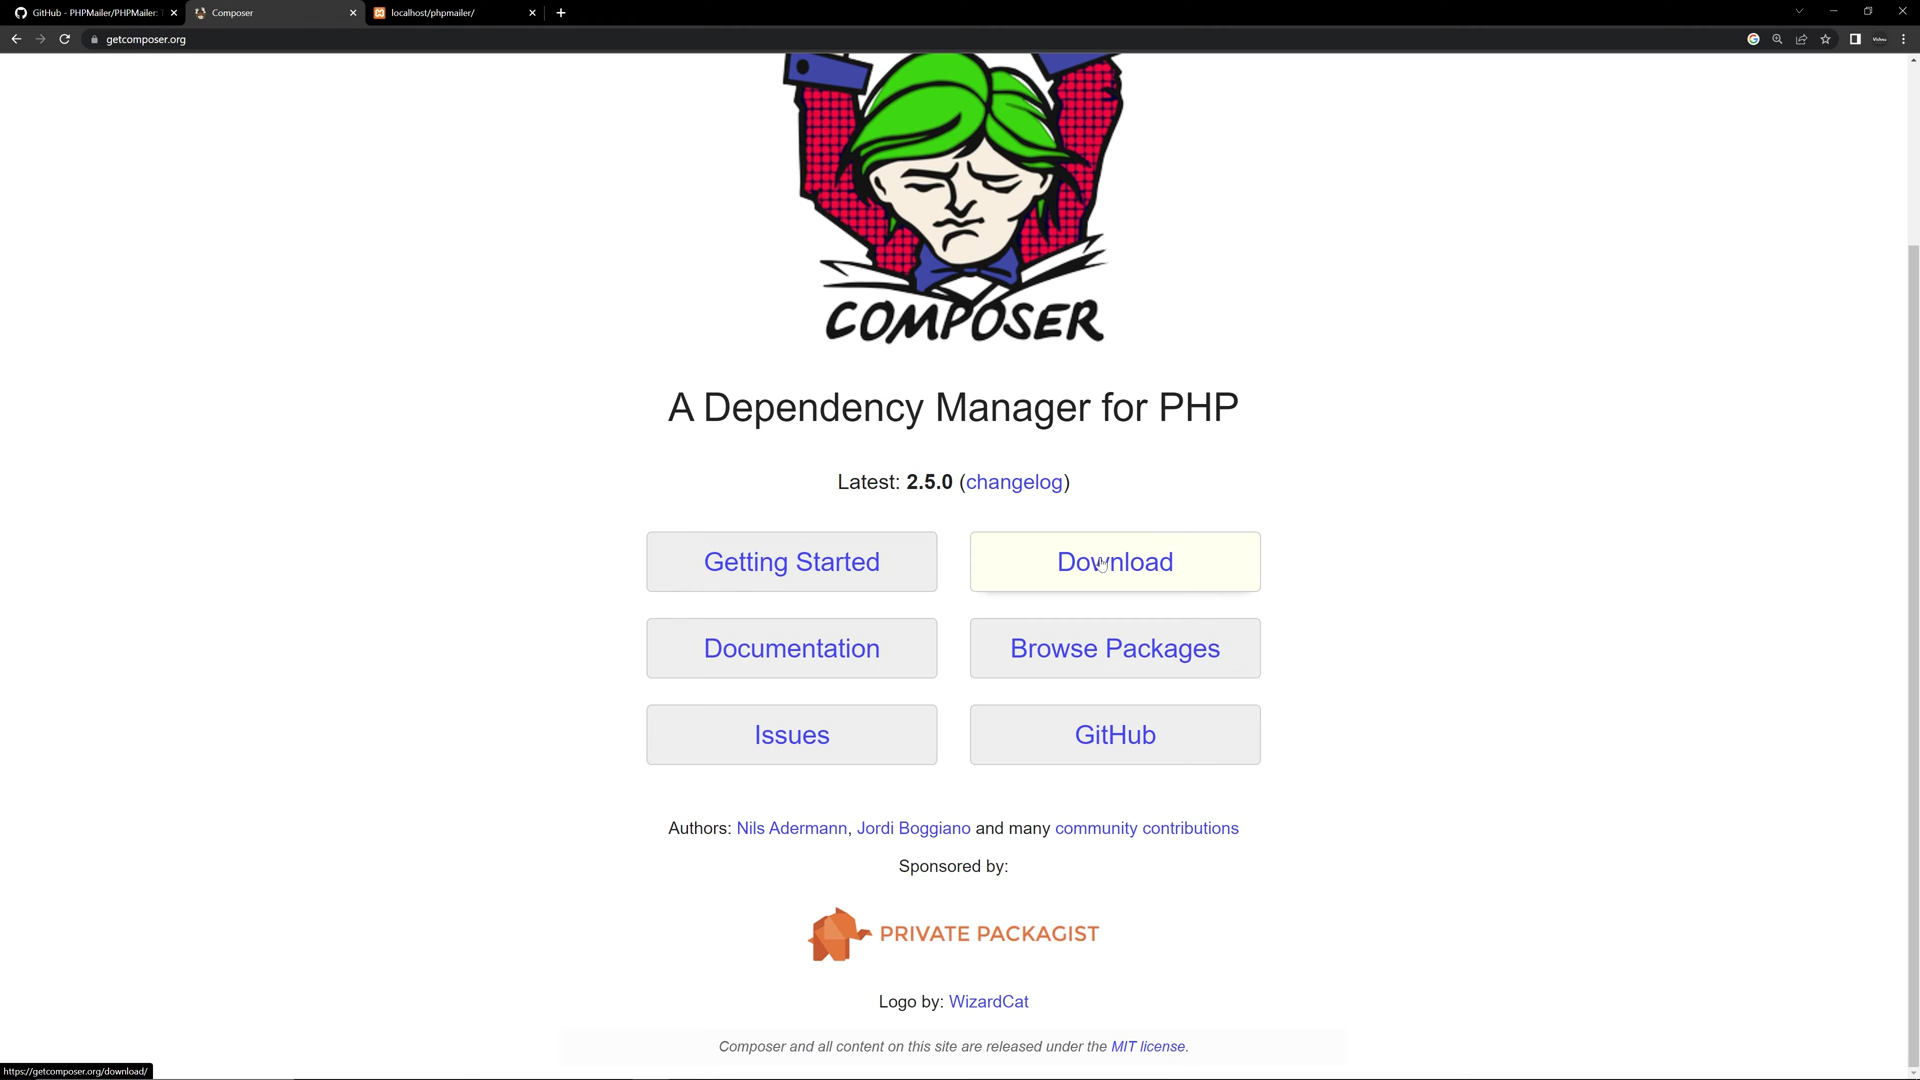 GitHub - PHPMailer/PHPMailer: T
Composer
localhost/phpmailer/
getcomposer.org
COMPOSER
A Dependency Manager for PHP
Latest: 2.5.0 (changelog)
Getting Started
Download
Documentation
Browse Packages
Issues
GitHub
Authors: Nils Adermann, Jordi Boggiano and many community contributions
Sponsored by:
PRIVATE PACKAGIST
Logo by: WizardCat
Composer and all content on this site are released under the MIT license.
https://getcomposer.org/download/